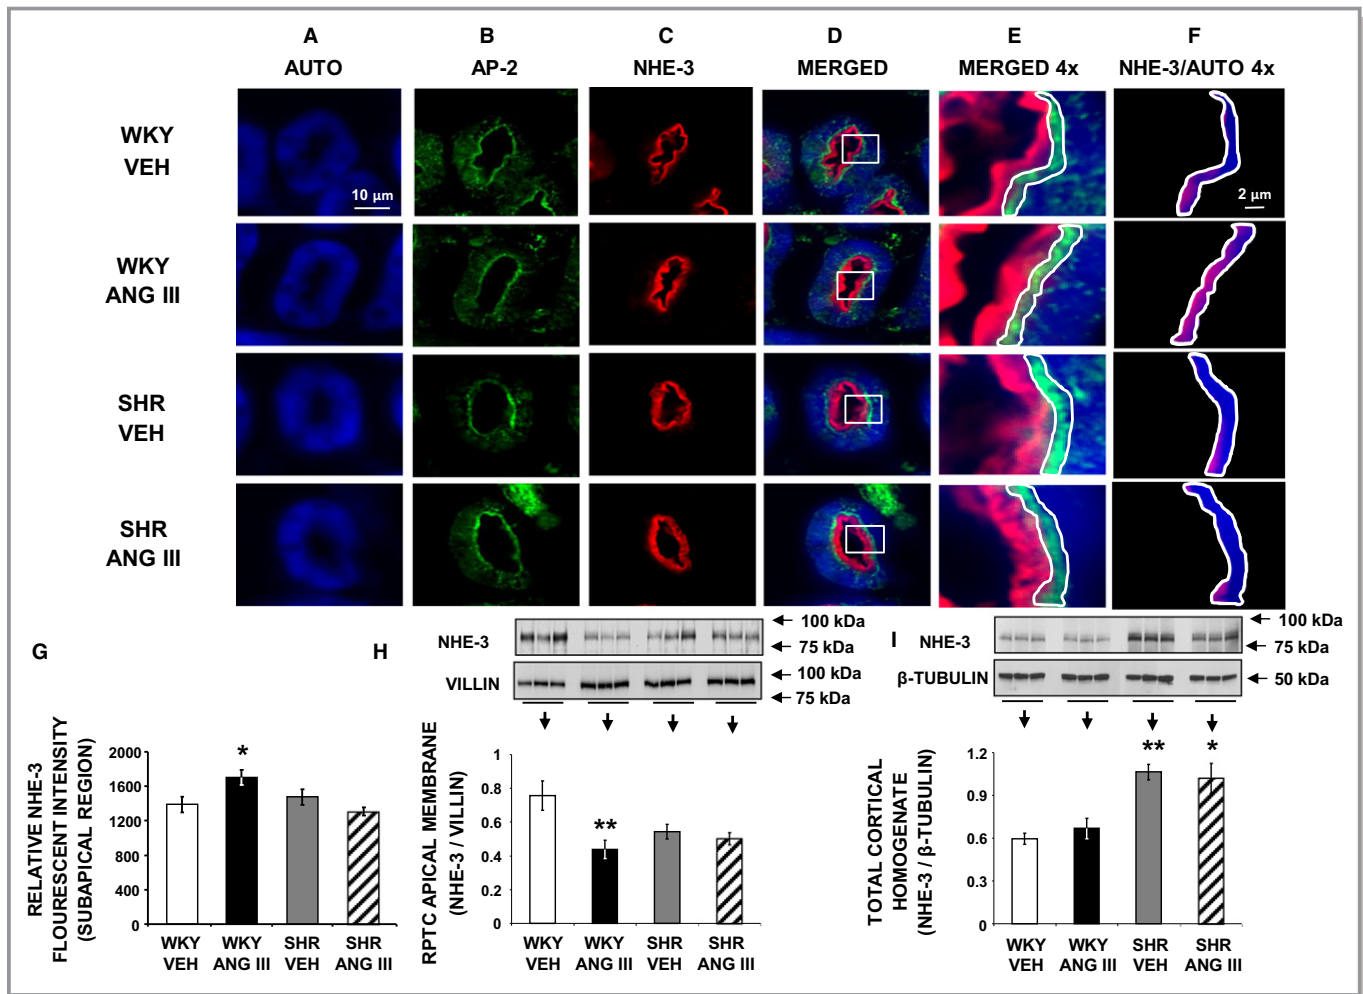 A B C D E F
AUTO AP-2 NHE-3 MERGED MERGED 4x NHE-3/AUTO 4x
WKY
VEH
10 µm
2 µm
WKY
ANG III
SHR
VEH
SHR
ANG III
G
RELATIVE NHE-3
FLOURESCENT INTENSITY
(SUBAPICAL REGION)
2000
1600
1200
800
400
0
*
WKY
VEH
WKY
ANG III
SHR
VEH
SHR
ANG III
H
NHE-3
100 kDa
75 kDa
VILLIN
100 kDa
75 kDa
RPTC APICAL MEMBRANE
(NHE-3 / VILLIN)
1
0.8
0.6
0.4
0.2
0
**
WKY
VEH
WKY
ANG III
SHR
VEH
SHR
ANG III
I
NHE-3
100 kDa
75 kDa
β-TUBULIN
50 kDa
TOTAL CORTICAL
HOMOGENATE
(NHE-3 / β-TUBULIN)
1.2
0.9
0.6
0.3
0
**
*
WKY
VEH
WKY
ANG III
SHR
VEH
SHR
ANG III